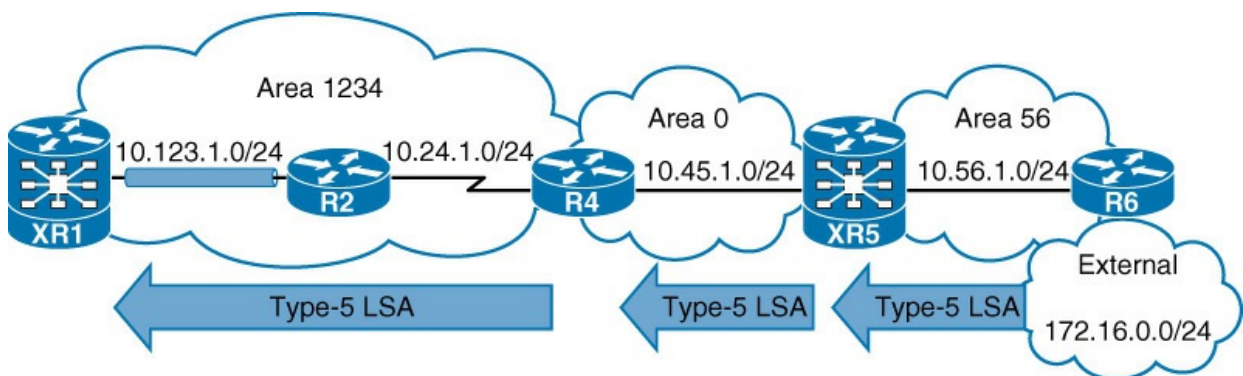 Area 1234
Area 0
Area 56
10.123.1.0/24
10.24.1.0/24
10.45.1.0/24
10.56.1.0/24
XR1
R2
R4
XR5
R6
External
172.16.0.0/24
Type-5 LSA
Type-5 LSA
Type-5 LSA